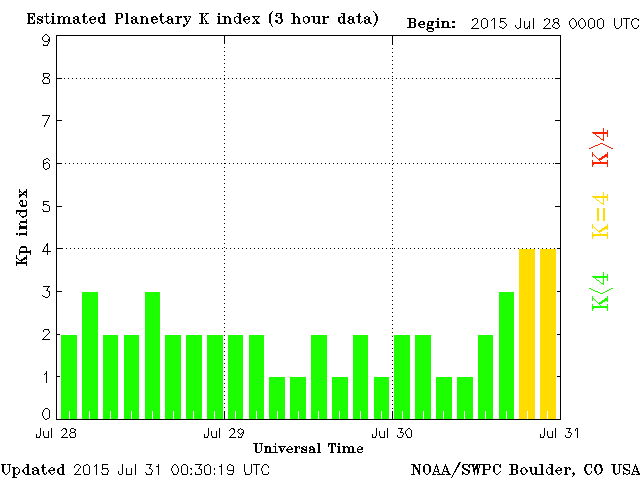 Estimated Planetary K index (3 hour data)
Begin: 2015 Jul 28 0000 UTC
9
8
7
6
5
4
3
2
1
0
Kp index
Jul 28
Jul 29
Jul 30
Jul 31
Universal Time
K>4
K=4
K<4
Updated 2015 Jul 31 00:30:19 UTC
NOAA/SWPC Boulder, CO USA